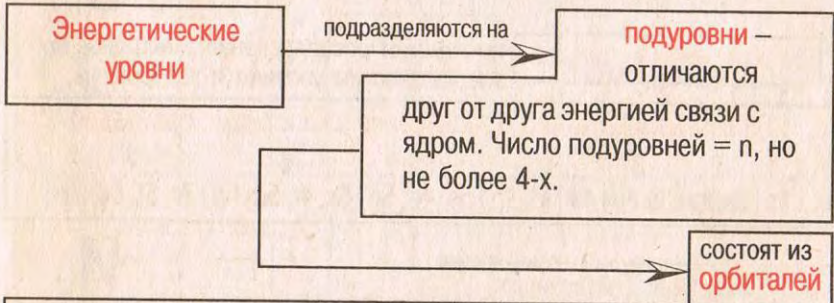 Энергетические
уровни
подразделяются на
подуровни –
отличаются
друг от друга энергией связи с
ядром. Число подуровней = n, но
не более 4-х.
состоят из
орбиталей